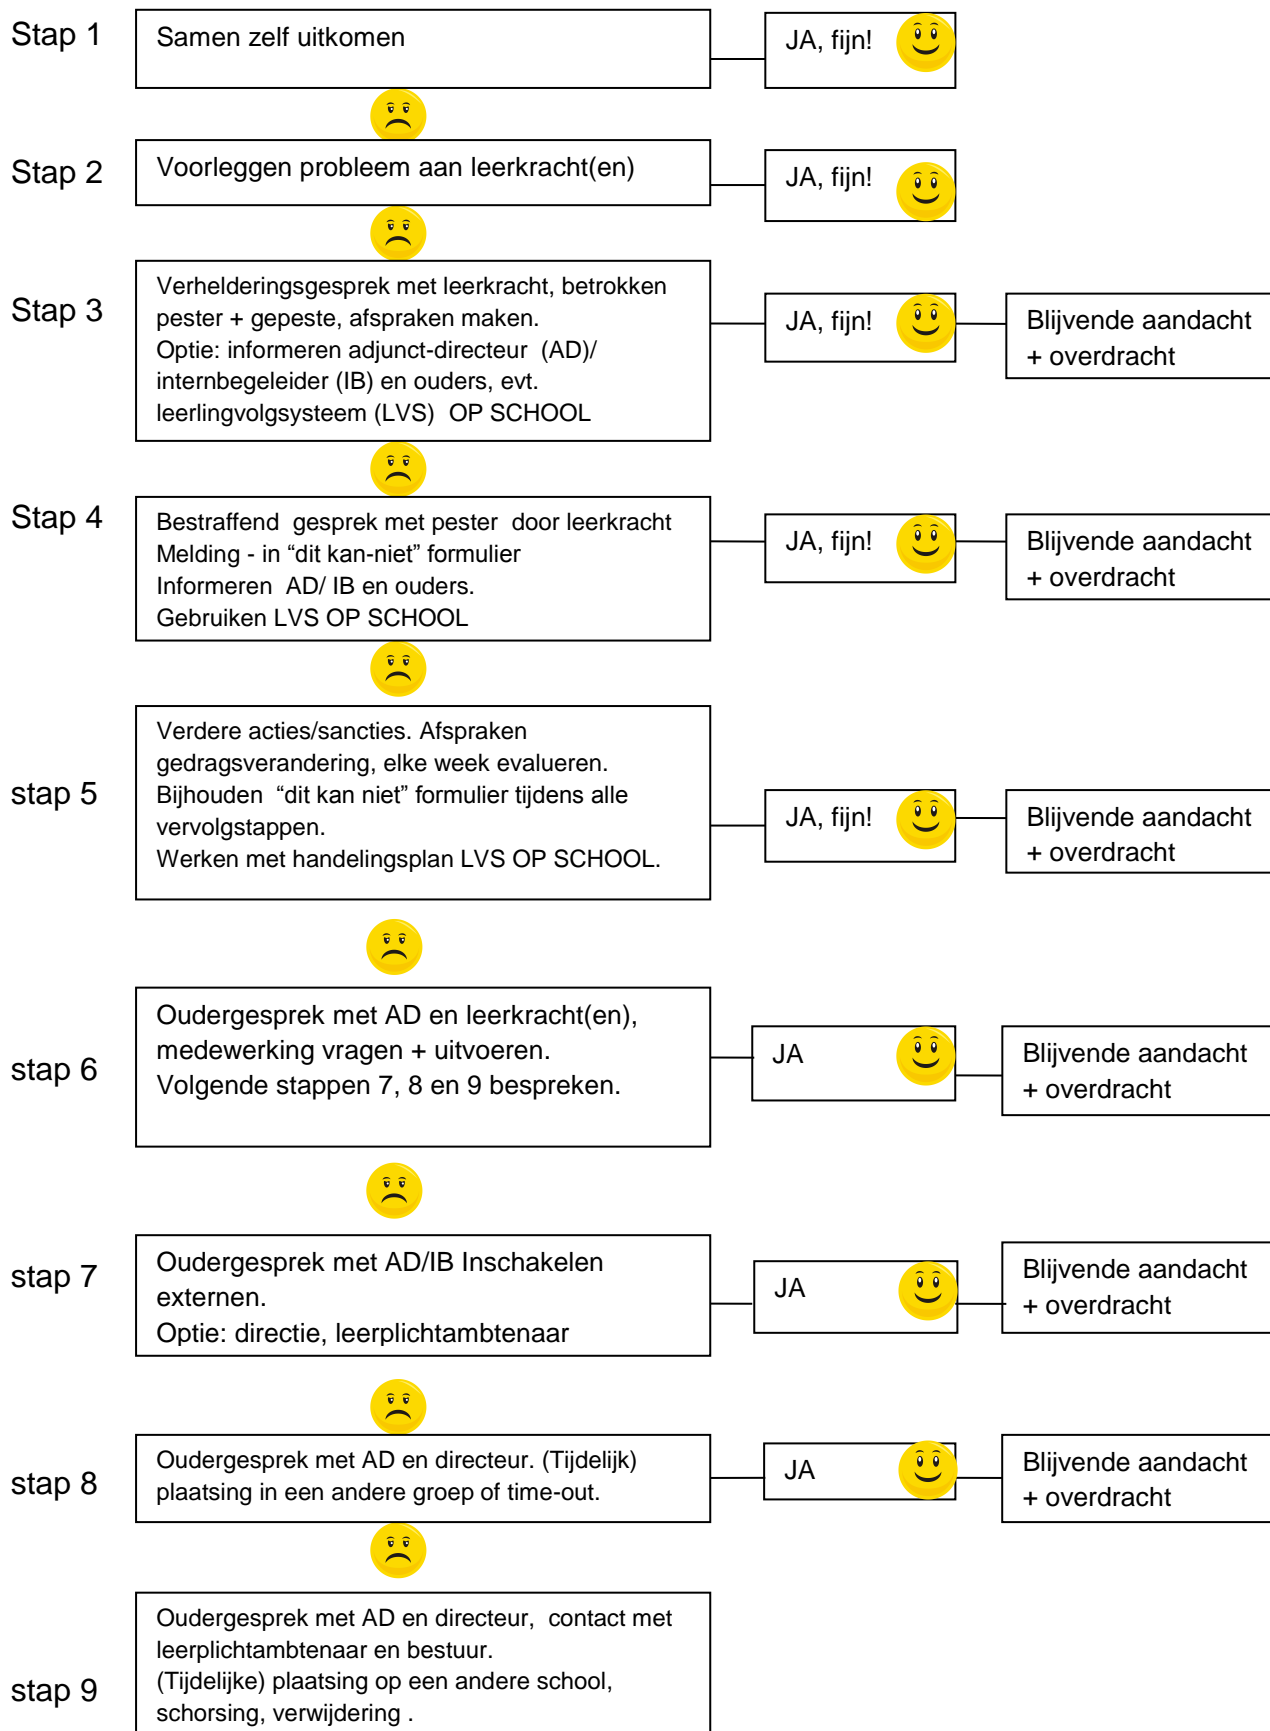 Stap 1
Samen zelf uitkomen
JA, fijn!
Stap 2
Voorleggen probleem aan leerkracht(en)
JA, fijn!
Stap 3
Verhelderingsgesprek met leerkracht, betrokken
pester + gepeste, afspraken maken.
Optie: informeren adjunct-directeur (AD)/
internbegeleider (IB) en ouders, evt.
leerlingvolgsysteem (LVS) OP SCHOOL
JA, fijn!
Blijvende aandacht
+ overdracht
Stap 4
Bestraffend gesprek met pester door leerkracht
Melding - in “dit kan-niet” formulier
Informeren AD/ IB en ouders.
Gebruiken LVS OP SCHOOL
JA, fijn!
Blijvende aandacht
+ overdracht
stap 5
Verdere acties/sancties. Afspraken
gedragsverandering, elke week evalueren.
Bijhouden “dit kan niet” formulier tijdens alle
vervolgstappen.
Werken met handelingsplan LVS OP SCHOOL.
JA, fijn!
Blijvende aandacht
+ overdracht
stap 6
Oudergesprek met AD en leerkracht(en),
medewerking vragen + uitvoeren.
Volgende stappen 7, 8 en 9 bespreken.
JA
Blijvende aandacht
+ overdracht
stap 7
Oudergesprek met AD/IB Inschakelen
externen.
Optie: directie, leerplichtambtenaar
JA
Blijvende aandacht
+ overdracht
stap 8
Oudergesprek met AD en directeur. (Tijdelijk)
plaatsing in een andere groep of time-out.
JA
Blijvende aandacht
+ overdracht
stap 9
Oudergesprek met AD en directeur, contact met
leerplichtambtenaar en bestuur.
(Tijdelijke) plaatsing op een andere school,
schorsing, verwijdering .